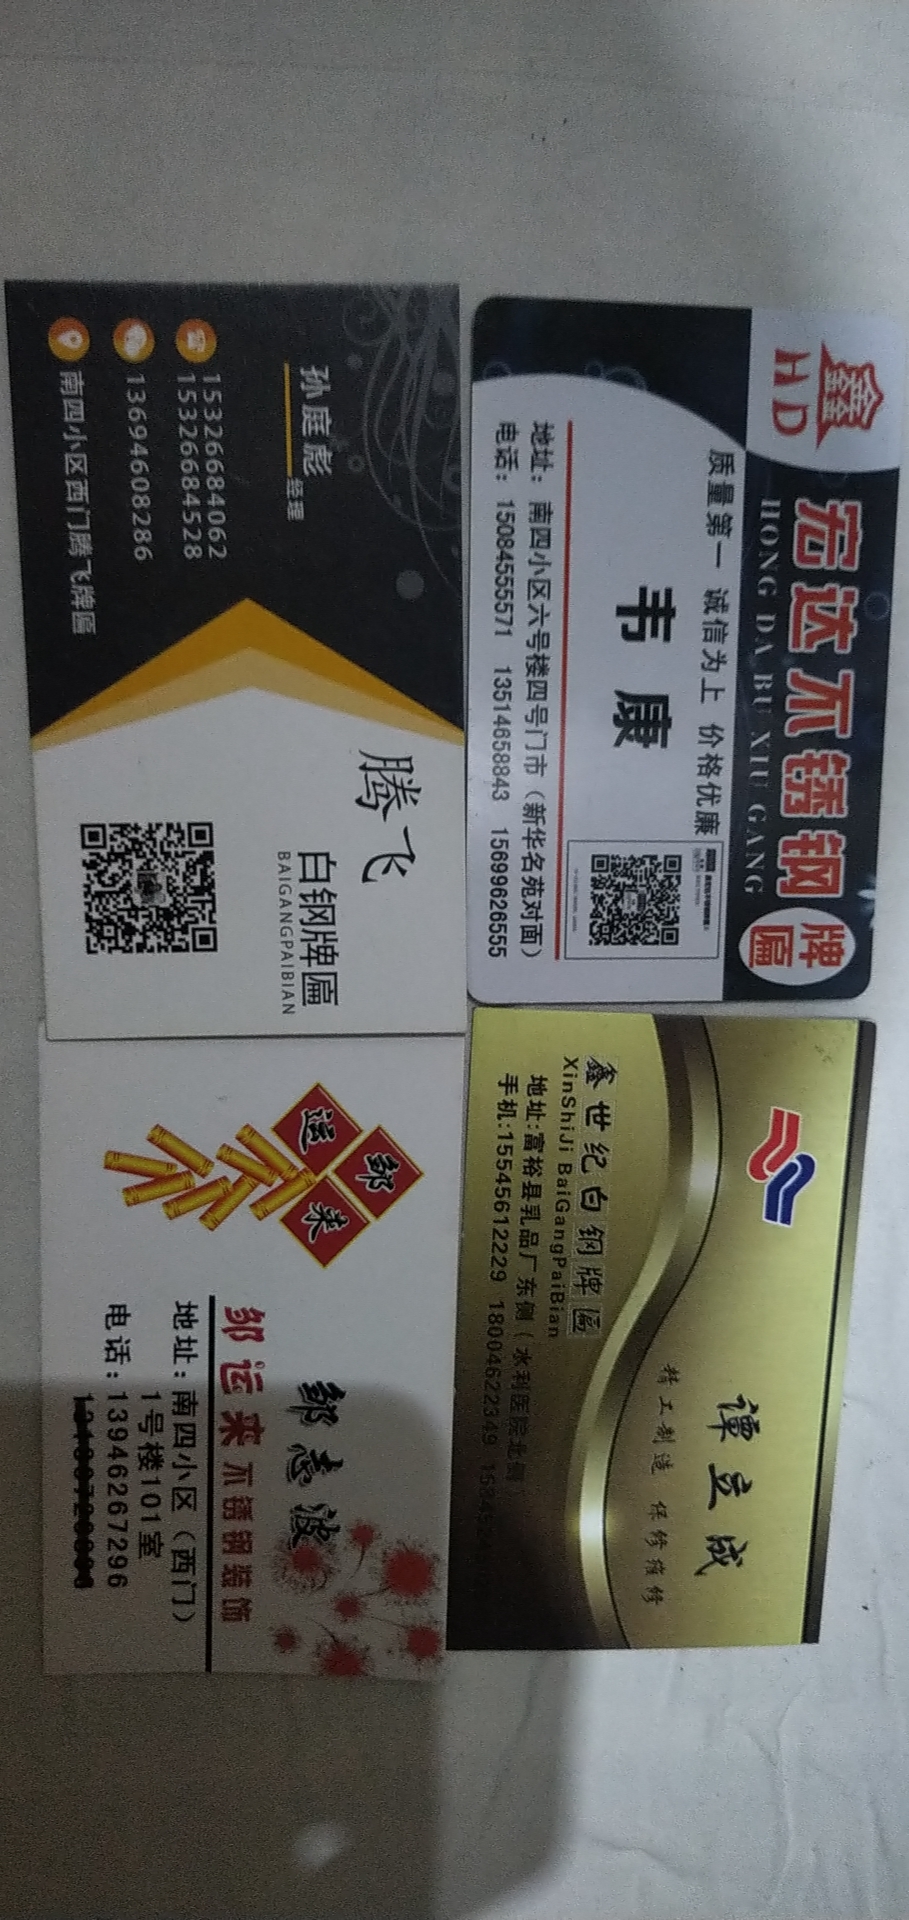 鑫
HD
宏达不锈钢
牌匾
HONG DA BU XIU GANG
质量第一 诚信为上 价格优廉
韦康
地址：南四小区六号楼四号门市（新华名苑对面）
电话：15084555571 13514658843 15699626555
谭立成
精工制造 保修维修
鑫世纪白钢牌匾
XinShiJi BaiGangPaiBian
地址:富裕县乳品厂东侧（水利医院北侧）
手机:15545612229 18004622349
孙庭彪 经理
15326684062
15326684528
13694608286
南四小区西门腾飞牌匾
腾飞
白钢牌匾
BAIGANGPAIBIAN
邹
运来
邹志波
邹运来不锈钢装饰
地址：南四小区（西门）
1号楼101室
电话：13946267296